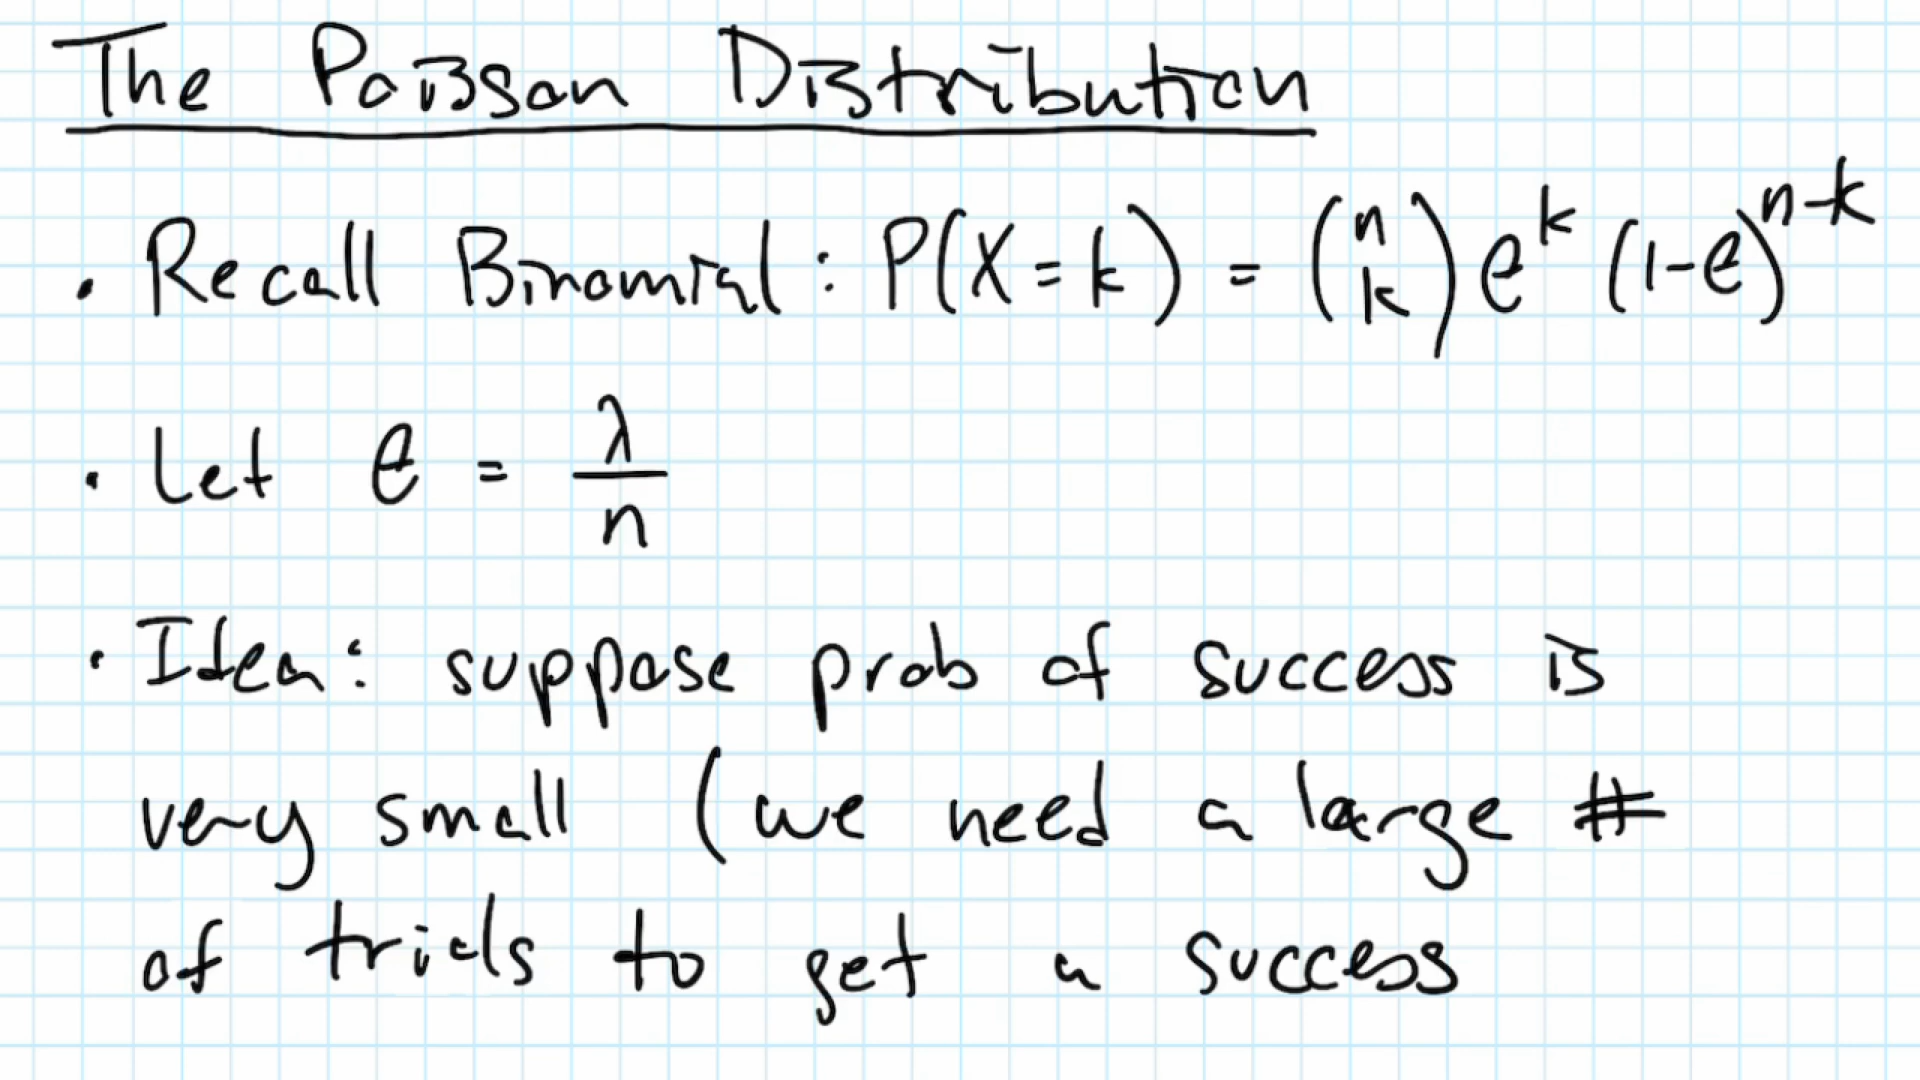 The Poisson Distribution
• Recall Binomial: P(X=k) = (n k) θ^k (1-θ)^n-k
• Let θ = λ/n
• Idea: suppose prob of success is
very small (we need a large #
of trials to get a success